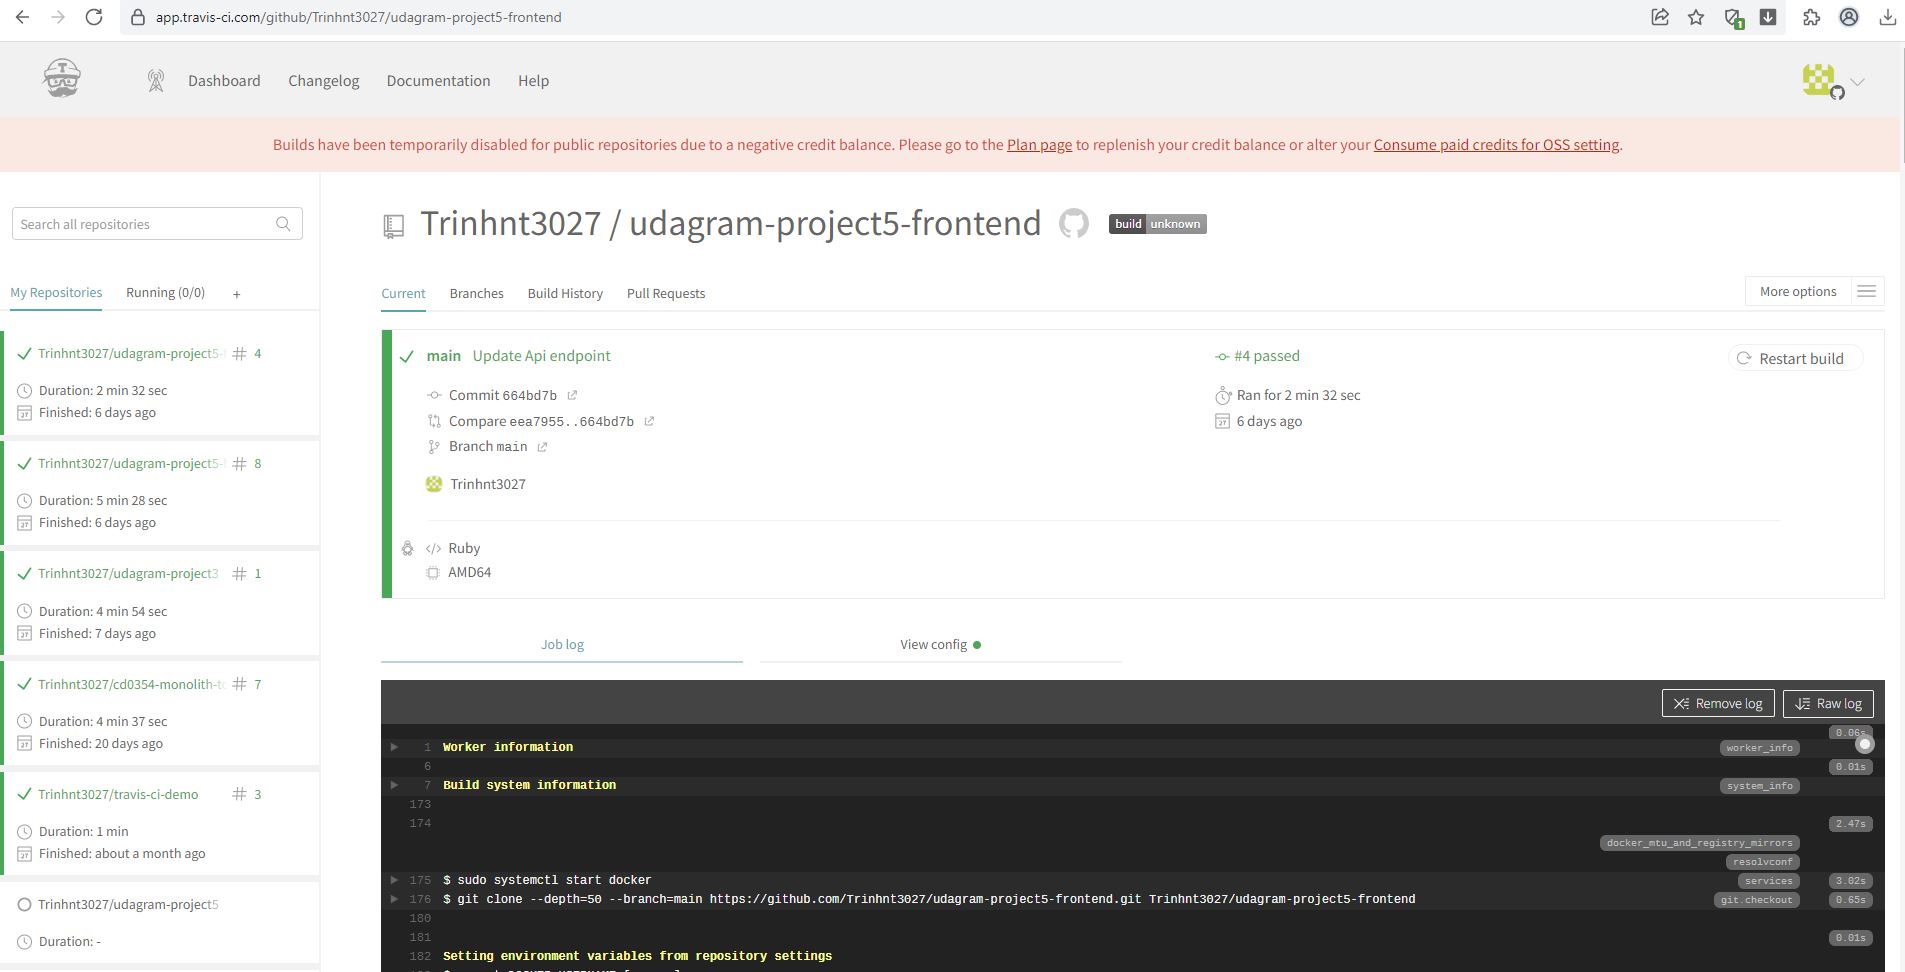 app.travis-ci.com/github/Trinhnt3027/udagram-project5-frontend
1
Dashboard Changelog Documentation Help
Builds have been temporarily disabled for public repositories due to a negative credit balance. Please go to the Plan page to replenish your credit balance or alter your Consume paid credits for OSS setting.
Search all repositories
My Repositories Running (0/0) +
Trinhnt3027/udagram-project5- # 4
Duration: 2 min 32 sec
Finished: 6 days ago
Trinhnt3027/udagram-project5- # 8
Duration: 5 min 28 sec
Finished: 6 days ago
Trinhnt3027/udagram-project3 # 1
Duration: 4 min 54 sec
Finished: 7 days ago
Trinhnt3027/cd0354-monolith-to # 7
Duration: 4 min 37 sec
Finished: 20 days ago
Trinhnt3027/travis-ci-demo # 3
Duration: 1 min
Finished: about a month ago
Trinhnt3027/udagram-project5
Duration: -
Trinhnt3027 / udagram-project5-frontend build unknown
Current Branches Build History Pull Requests More options
main Update Api endpoint #4 passed Restart build
Commit 664bd7b Ran for 2 min 32 sec
Compare eea7955..664bd7b 6 days ago
Branch main
Trinhnt3027
Ruby
AMD64
Job log View config
Remove log Raw log
0.06s
1 Worker information worker_info
6 0.01s
7 Build system information system_info
173
174 2.47s
docker_mtu_and_registry_mirrors
resolvconf
175 $ sudo systemctl start docker services 3.02s
176 $ git clone --depth=50 --branch=main https://github.com/Trinhnt3027/udagram-project5-frontend.git Trinhnt3027/udagram-project5-frontend git.checkout 0.65s
180
181 0.01s
182 Setting environment variables from repository settings